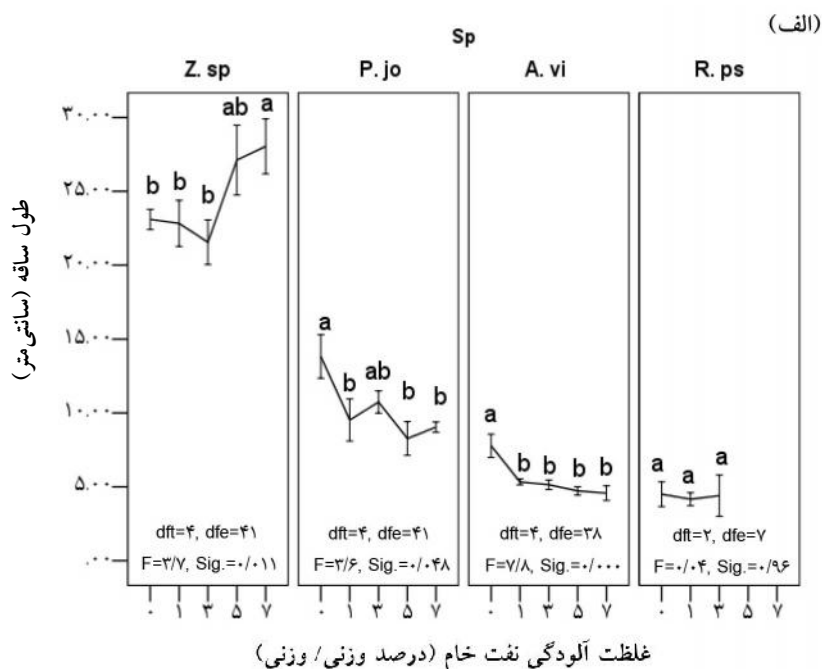 (الف)
Sp
Z. sp P. jo A. vi R. ps
طول ساقه (سانتی‌متر)
۳۰.۰۰
۲۵.۰۰
۲۰.۰۰
۱۵.۰۰
۱۰.۰۰
۵.۰۰
.۰۰
b b b ab a
a b ab b b
a b b b b
a a a
dft=۴, dfe=۴۱
F=۳/۷, Sig.=۰/۰۱۱
dft=۴, dfe=۴۱
F=۳/۶, Sig.=۰/۰۴۸
dft=۴, dfe=۳۸
F=۷/۸, Sig.=۰/۰۰۰
dft=۲, dfe=۷
F=۰/۰۴, Sig.=۰/۹۶
۰ ۱ ۳ ۵ ۷ ۰ ۱ ۳ ۵ ۷ ۰ ۱ ۳ ۵ ۷ ۰ ۱ ۳ ۵ ۷
غلظت آلودگی نفت خام (درصد وزنی/ وزنی)